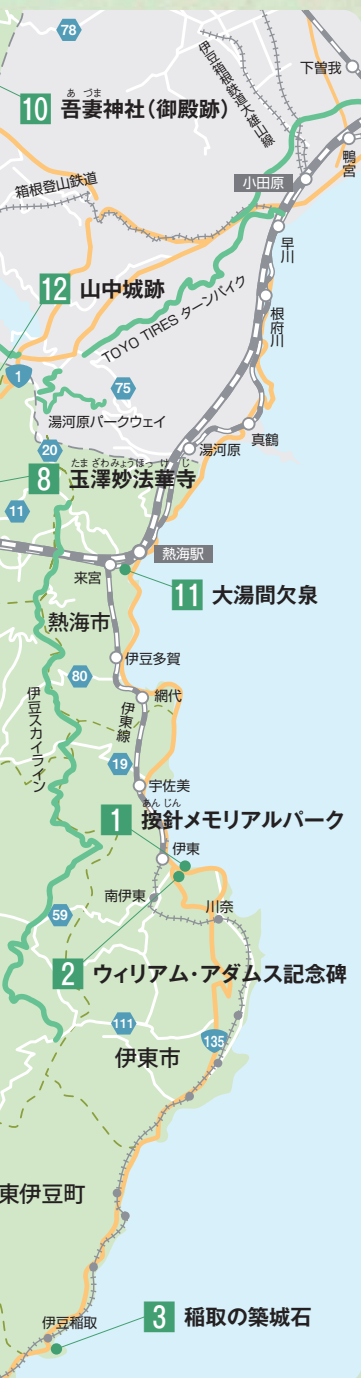 78
伊豆箱根鉄道大雄山線
下曽我
あづま
10 吾妻神社(御殿跡)
鴨宮
箱根登山鉄道
小田原
早川
12 山中城跡
TOYO TIRES ターンパイク
根府川
1
75
湯河原パークウェイ
真鶴
湯河原
20
たまざわみょうほっけじ
8 玉澤妙法華寺
11
熱海駅
来宮
11 大湯間欠泉
熱海市
伊豆多賀
80
網代
伊豆スカイライン
伊東線
19
宇佐美
あんじん
1 按針メモリアルパーク
伊東
南伊東
川奈
59
2 ウィリアム・アダムス記念碑
111
135
伊東市
東伊豆町
伊豆稲取
3 稲取の築城石